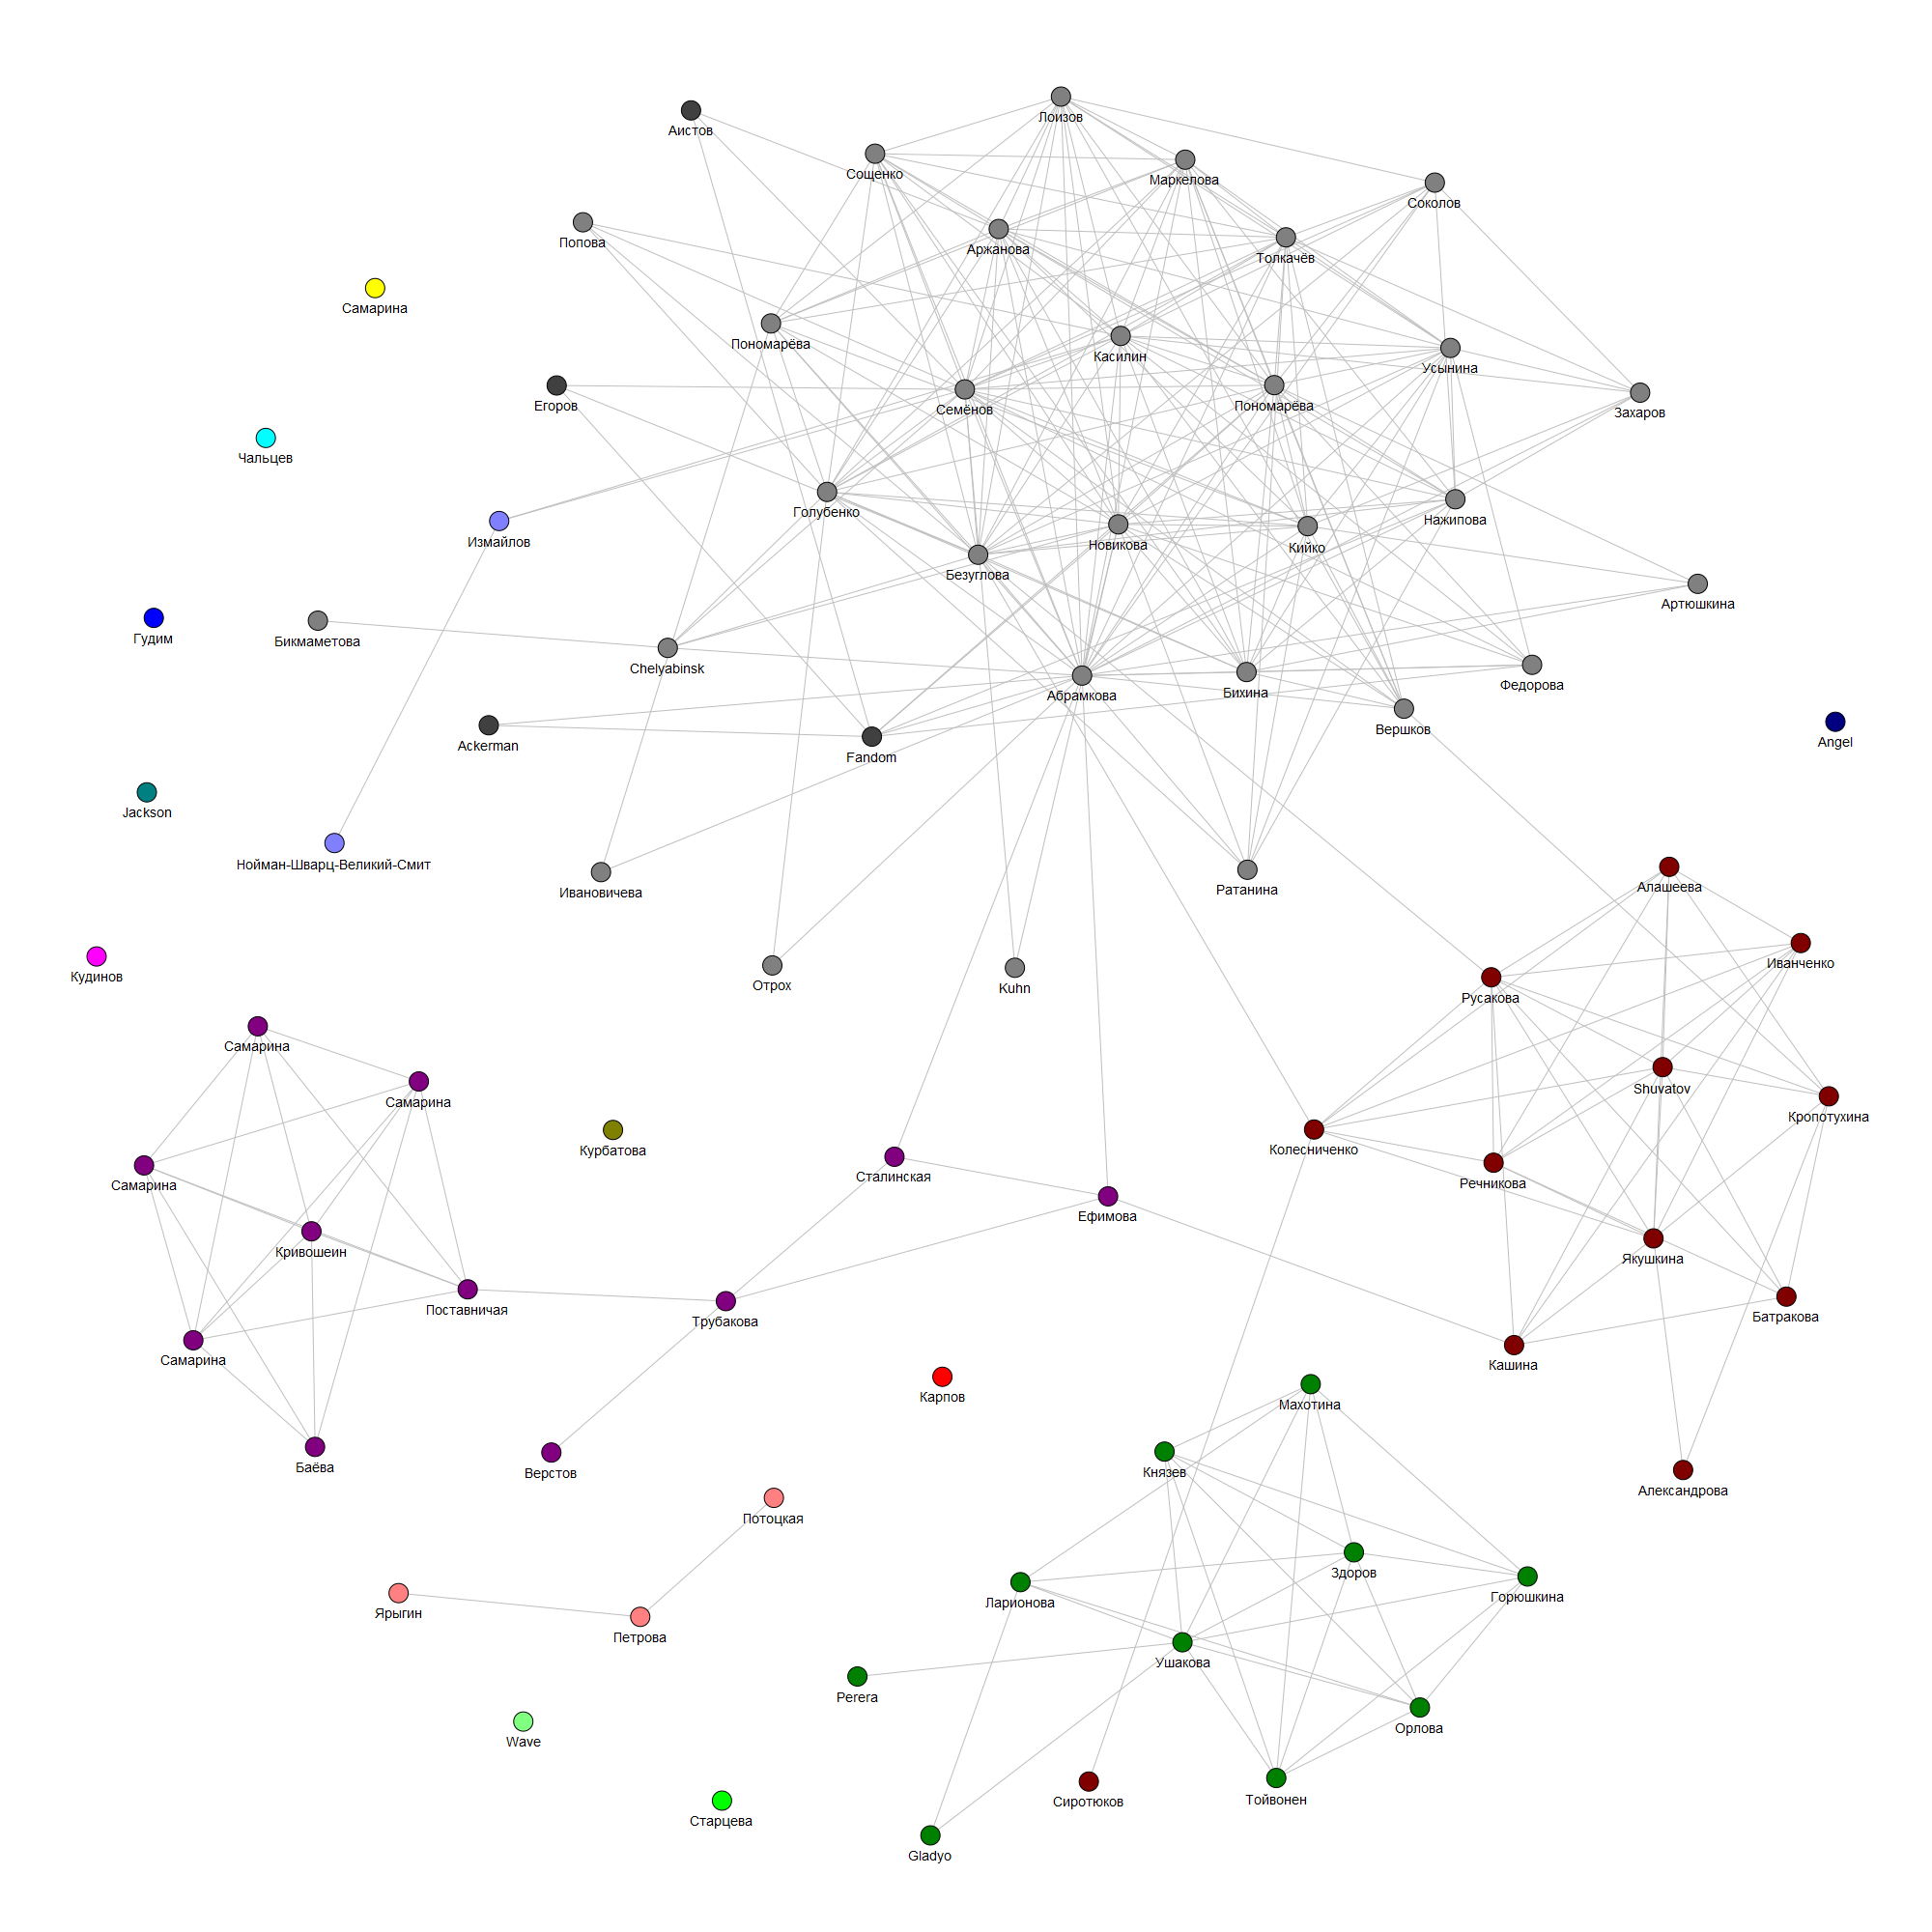 Лоизов
Аистов
Сощенко
Маркелова
Соколов
Попова
Аржанова
Толкачёв
Самарина
Пономарёва
Касилин
Усынина
Егоров
Семёнов
Пономарёва
Захаров
Чальцев
Голубенко
Нажипова
Измайлов
Новикова
Кийко
Безуглова
Артюшкина
Гудим
Бикмаметова
Chelyabinsk
Абрамкова
Бихина
Федорова
Вершков
Angel
Ackerman
Fandom
Jackson
Нойман-Шварц-Великий-Смит
Ивановичева
Ратанина
Алашеева
Иванченко
Кудинов
Отрох
Kuhn
Русакова
Самарина
Самарина
Shuvatov
Кропотухина
Курбатова
Колесниченко
Самарина
Сталинская
Речникова
Ефимова
Кривошеин
Якушкина
Поставничая
Трубакова
Батракова
Самарина
Кашина
Карпов
Махотина
Баёва
Верстов
Князев
Александрова
Потоцкая
Здоров
Ларионова
Горюшкина
Ярыгин
Петрова
Ушакова
Perera
Орлова
Wave
Сиротюков
Тойвонен
Старцева
Gladyo